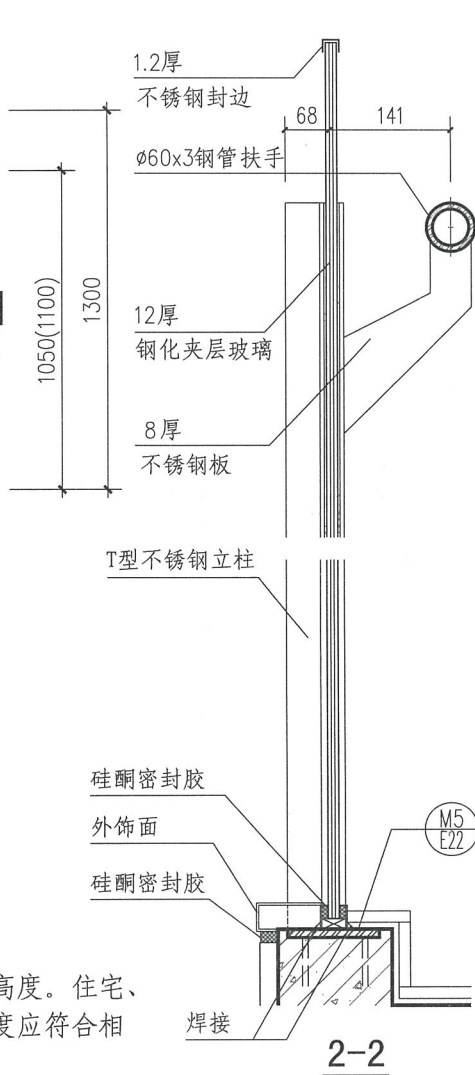 1.2厚
不锈钢封边
68
141
ø60x3钢管扶手
1050(1100)
1300
12厚
钢化夹层玻璃
8厚
不锈钢板
T型不锈钢立柱
硅酮密封胶
外饰面
硅酮密封胶
M5
E22
高度。住宅、
度应符合相
焊接
2-2